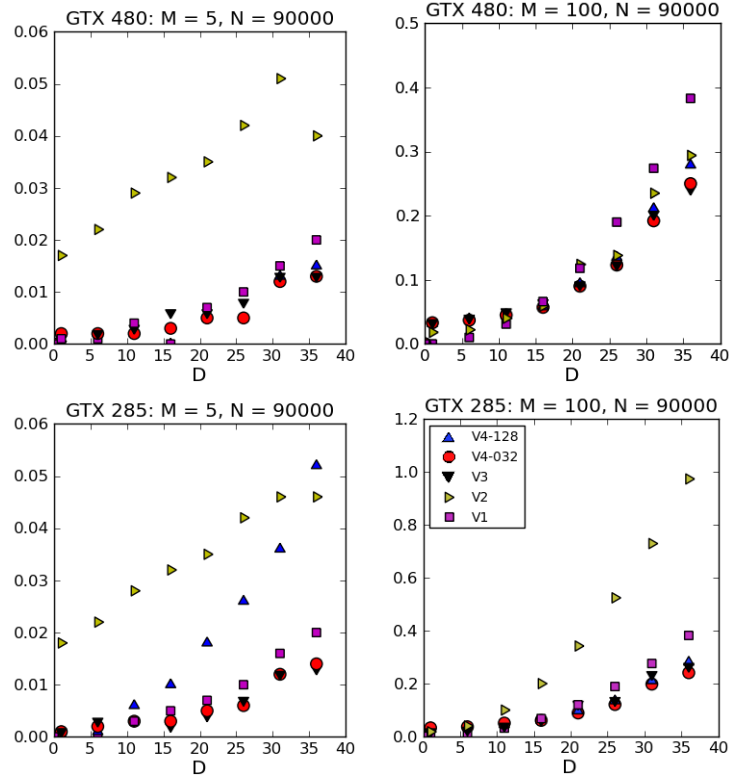 GTX 480: M = 5, N = 90000
0.06
0.05
0.04
0.03
0.02
0.01
0.00
0 5 10 15 20 25 30 35 40
D
GTX 480: M = 100, N = 90000
0.5
0.4
0.3
0.2
0.1
0.0
0 5 10 15 20 25 30 35 40
D
GTX 285: M = 5, N = 90000
0.06
0.05
0.04
0.03
0.02
0.01
0.00
0 5 10 15 20 25 30 35 40
D
GTX 285: M = 100, N = 90000
1.2
1.0
0.8
0.6
0.4
0.2
0.0
V4-128
V4-032
V3
V2
V1
0 5 10 15 20 25 30 35 40
D